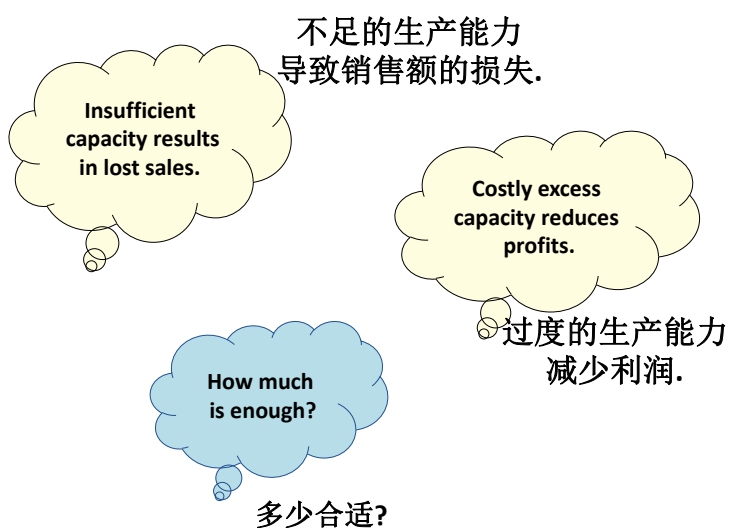 不足的生产能力
导致销售额的损失.
Insufficient
capacity results
in lost sales.
Costly excess
capacity reduces
profits.
过度的生产能力
减少利润.
How much
is enough?
多少合适?